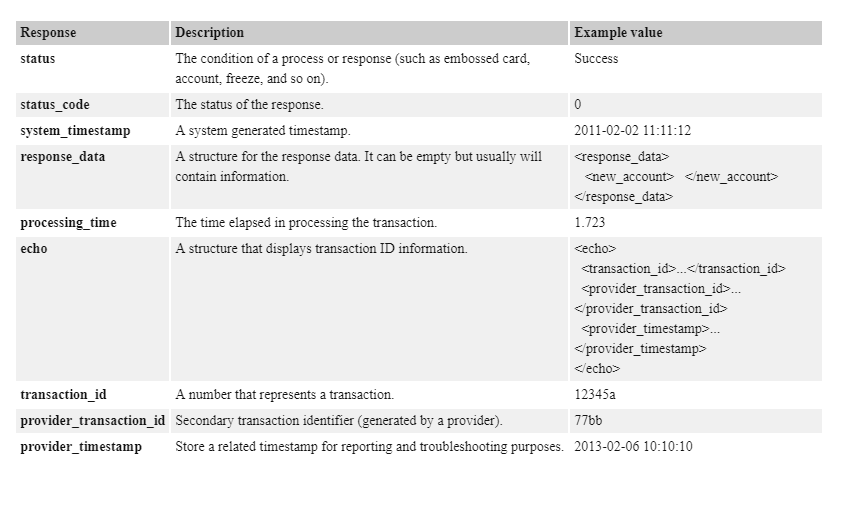 Response Description Example value
status The condition of a process or response (such as embossed card, Success
account, freeze, and so on).
status_code The status of the response. 0
system_timestamp A system generated timestamp. 2011-02-02 11:11:12
response_data A structure for the response data. It can be empty but usually will <response_data>
contain information. <new_account> </new_account>
</response_data>
processing_time The time elapsed in processing the transaction. 1.723
echo A structure that displays transaction ID information. <echo>
<transaction_id>...</transaction_id>
<provider_transaction_id>...
</provider_transaction_id>
<provider_timestamp>...
</provider_timestamp>
</echo>
transaction_id A number that represents a transaction. 12345a
provider_transaction_id Secondary transaction identifier (generated by a provider). 77bb
provider_timestamp Store a related timestamp for reporting and troubleshooting purposes. 2013-02-06 10:10:10